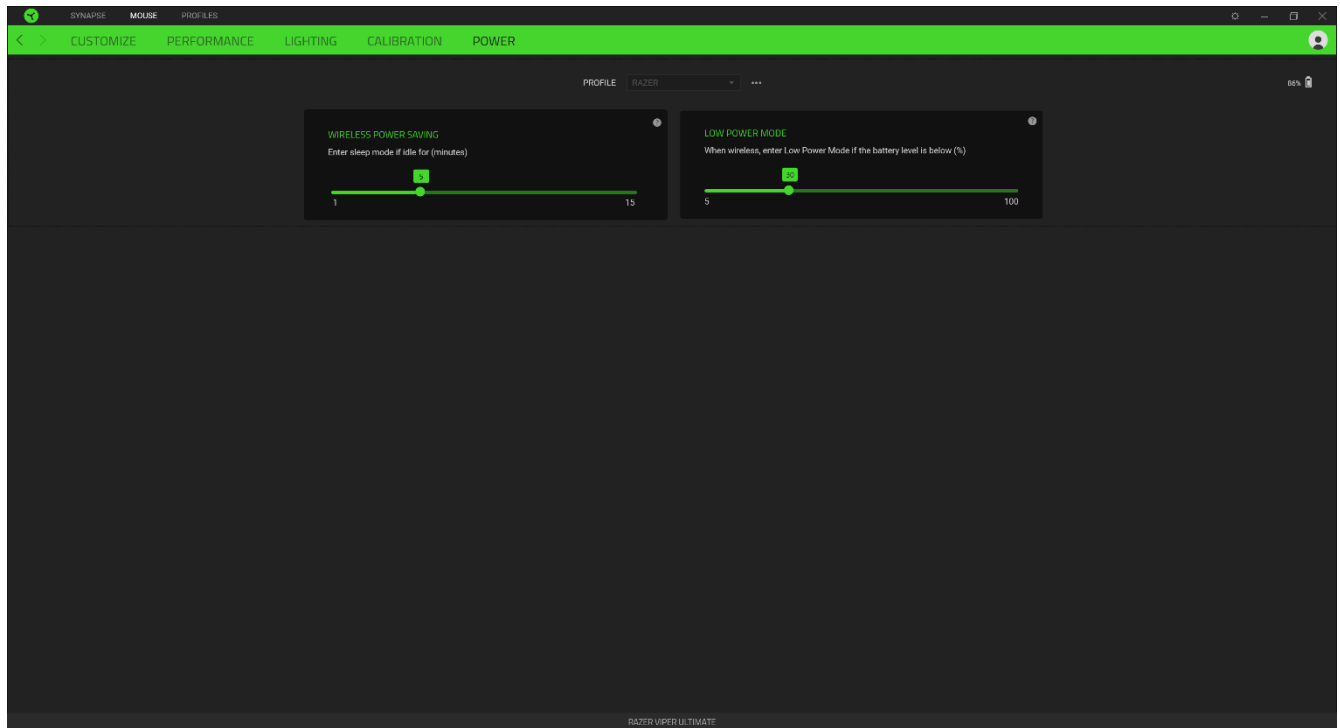 SYNAPSE MOUSE PROFILES
CUSTOMIZE PERFORMANCE LIGHTING CALIBRATION POWER
PROFILE RAZER
86%
WIRELESS POWER SAVING
Enter sleep mode if idle for (minutes)
5
1 15
LOW POWER MODE
When wireless, enter Low Power Mode if the battery level is below (%)
30
5 100
RAZER VIPER ULTIMATE